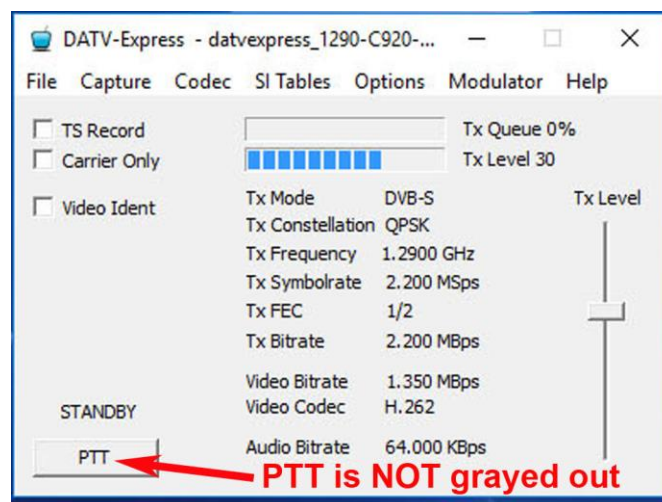 DATV-Express - datvexpress_1290-C920-...
File Capture Codec SI Tables Options Modulator Help
TS Record Tx Queue 0%
Carrier Only Tx Level 30
Video Ident Tx Mode DVB-S Tx Level
Tx Constellation QPSK
Tx Frequency 1.2900 GHz
Tx Symbolrate 2.200 MSps
Tx FEC 1/2
Tx Bitrate 2.200 MBps
Video Bitrate 1.350 MBps
STANDBY Video Codec H.262
PTT Audio Bitrate 64.000 KBps
PTT is NOT grayed out